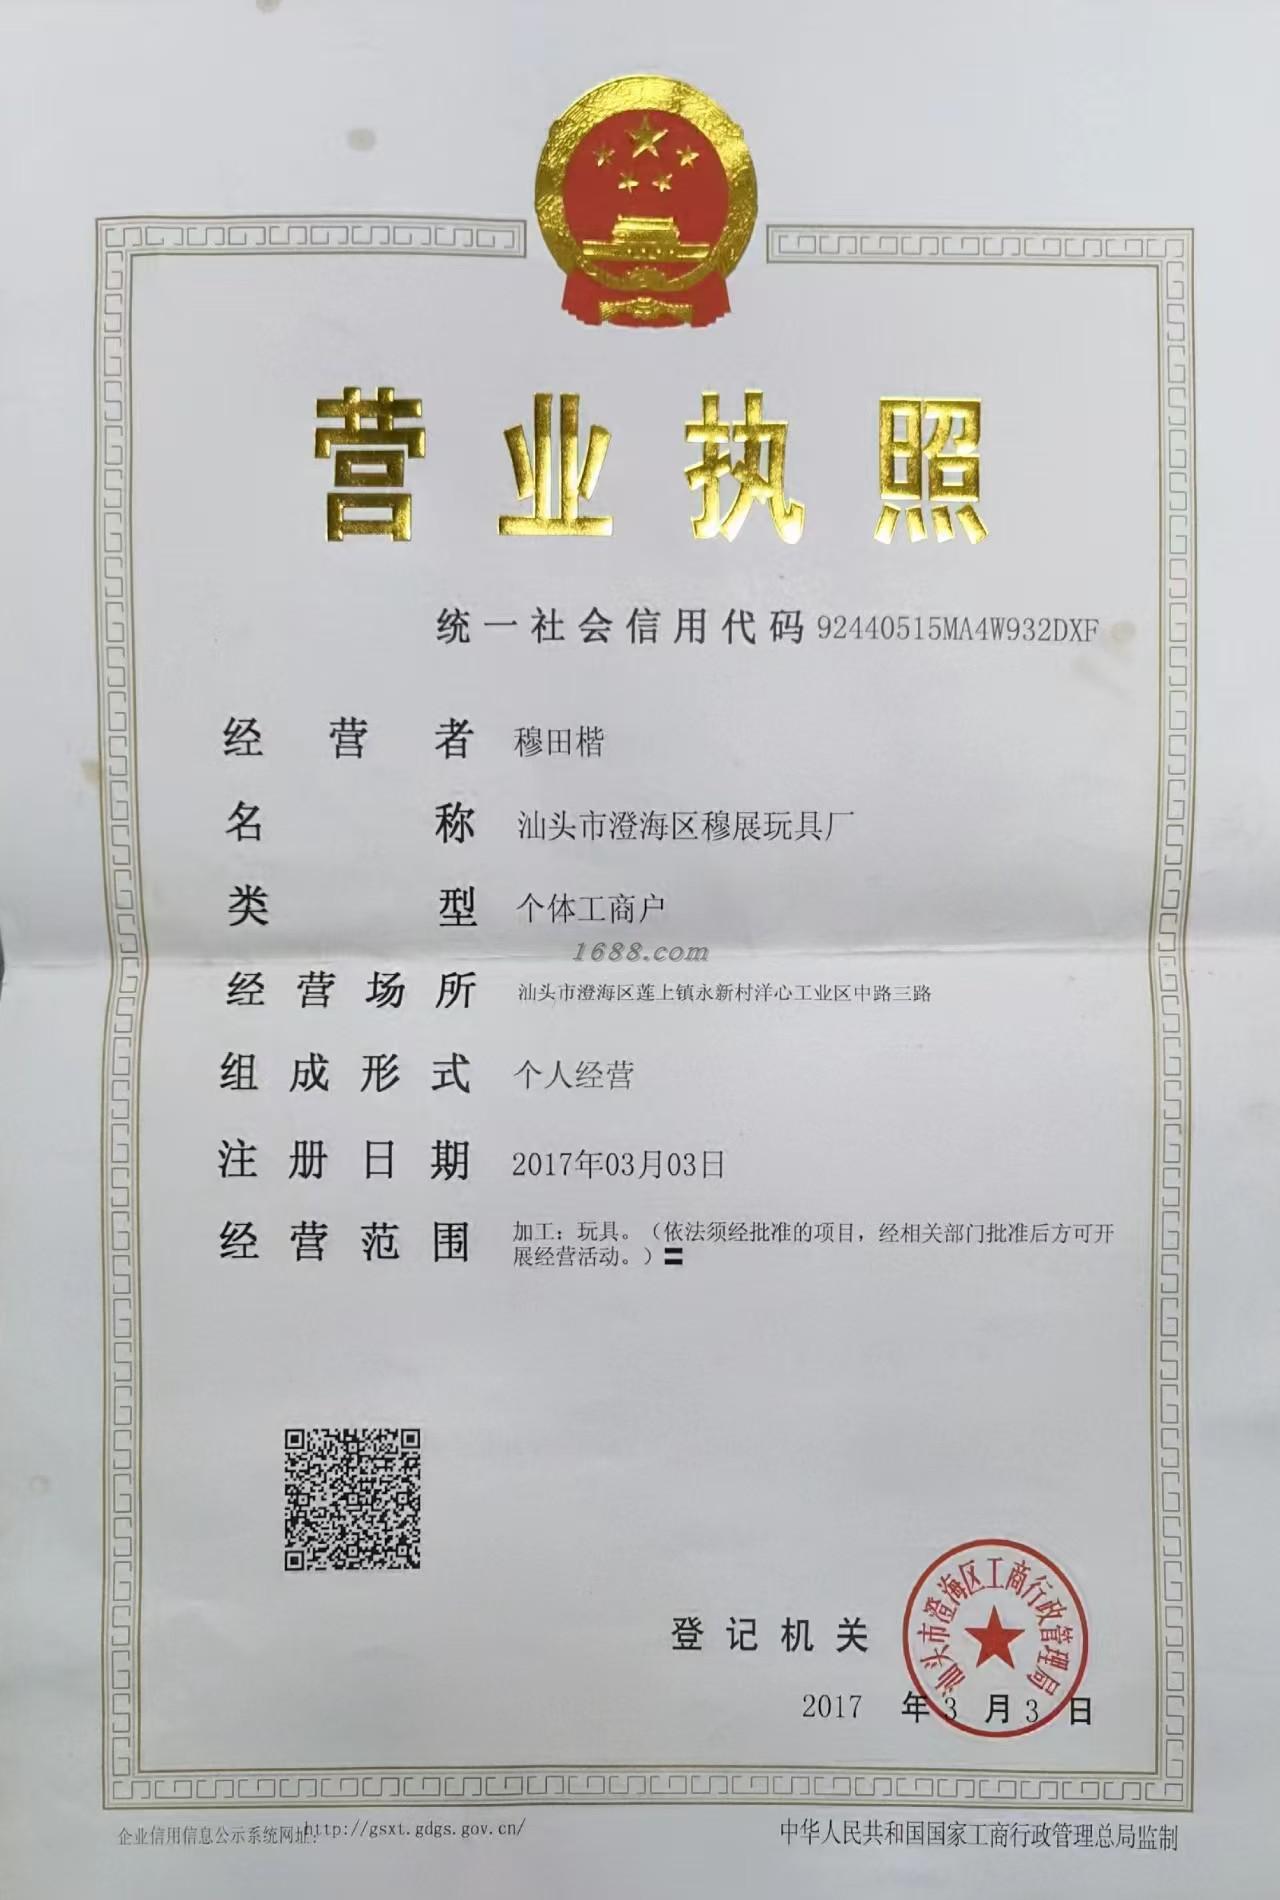 营业执照
统一社会信用代码 92440515MA4W932DXF
经营者 穆田楷
名称 汕头市澄海区穆展玩具厂
类型 个体工商户
1688.com
经营场所 汕头市澄海区莲上镇永新村洋心工业区中路三路
组成形式 个人经营
注册日期 2017年03月03日
经营范围 加工：玩具。（依法须经批准的项目，经相关部门批准后方可开
展经营活动。）〓
汕头市澄海区工商行政管理局
登记机关
2017 年 3 月 3 日
企业信用信息公示系统网址：http://gsxt.gdgs.gov.cn/
中华人民共和国国家工商行政管理总局监制